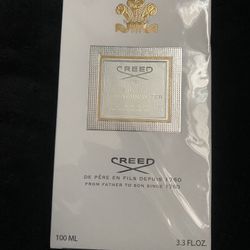 CREED
CREED
DE PÈRE EN FILS DEPUIS 1760
FROM FATHER TO SON SINCE 1760
100 ML
3.3 FL.OZ.